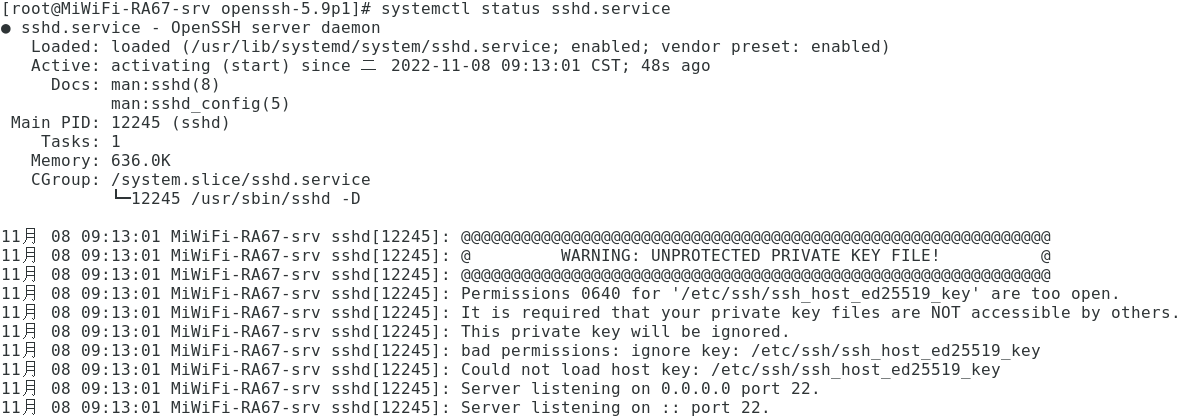 [root@MiWiFi-RA67-srv openssh-5.9p1]# systemctl status sshd.service
● sshd.service - OpenSSH server daemon
   Loaded: loaded (/usr/lib/systemd/system/sshd.service; enabled; vendor preset: enabled)
   Active: activating (start) since 二 2022-11-08 09:13:01 CST; 48s ago
     Docs: man:sshd(8)
           man:sshd_config(5)
 Main PID: 12245 (sshd)
    Tasks: 1
   Memory: 636.0K
   CGroup: /system.slice/sshd.service
           └─12245 /usr/sbin/sshd -D

11月 08 09:13:01 MiWiFi-RA67-srv sshd[12245]: @@@@@@@@@@@@@@@@@@@@@@@@@@@@@@@@@@@@@@@@@@@@@@@@@@@@@@@@@@@
11月 08 09:13:01 MiWiFi-RA67-srv sshd[12245]: @         WARNING: UNPROTECTED PRIVATE KEY FILE!          @
11月 08 09:13:01 MiWiFi-RA67-srv sshd[12245]: @@@@@@@@@@@@@@@@@@@@@@@@@@@@@@@@@@@@@@@@@@@@@@@@@@@@@@@@@@@
11月 08 09:13:01 MiWiFi-RA67-srv sshd[12245]: Permissions 0640 for '/etc/ssh/ssh_host_ed25519_key' are too open.
11月 08 09:13:01 MiWiFi-RA67-srv sshd[12245]: It is required that your private key files are NOT accessible by others.
11月 08 09:13:01 MiWiFi-RA67-srv sshd[12245]: This private key will be ignored.
11月 08 09:13:01 MiWiFi-RA67-srv sshd[12245]: bad permissions: ignore key: /etc/ssh/ssh_host_ed25519_key
11月 08 09:13:01 MiWiFi-RA67-srv sshd[12245]: Could not load host key: /etc/ssh/ssh_host_ed25519_key
11月 08 09:13:01 MiWiFi-RA67-srv sshd[12245]: Server listening on 0.0.0.0 port 22.
11月 08 09:13:01 MiWiFi-RA67-srv sshd[12245]: Server listening on :: port 22.